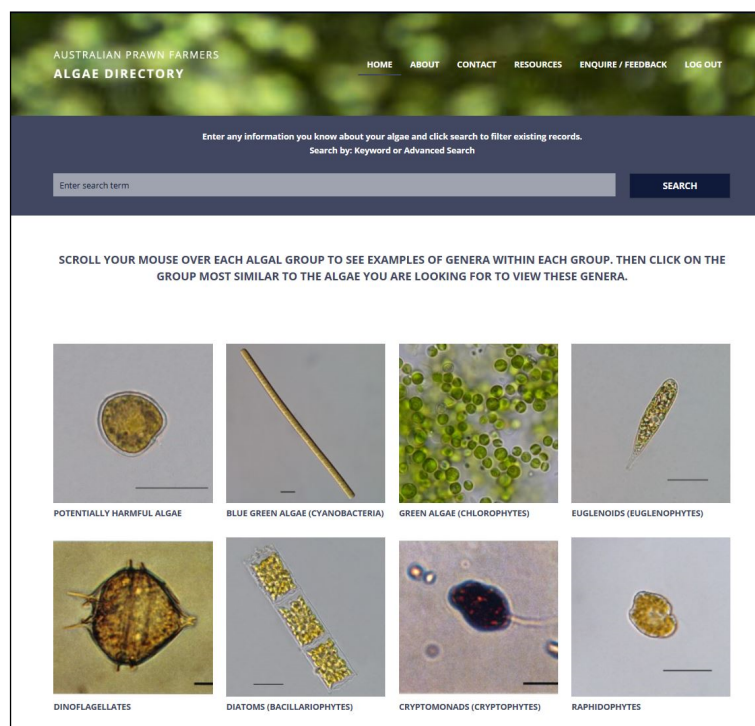 AUSTRALIAN PRAWN FARMERS
ALGAE DIRECTORY
HOME ABOUT CONTACT RESOURCES ENQUIRE / FEEDBACK LOG OUT
Enter any information you know about your algae and click search to filter existing records.
Search by: Keyword or Advanced Search
Enter search term
SEARCH
SCROLL YOUR MOUSE OVER EACH ALGAL GROUP TO SEE EXAMPLES OF GENERA WITHIN EACH GROUP. THEN CLICK ON THE
GROUP MOST SIMILAR TO THE ALGAE YOU ARE LOOKING FOR TO VIEW THESE GENERA.
POTENTIALLY HARMFUL ALGAE
BLUE GREEN ALGAE (CYANOBACTERIA)
GREEN ALGAE (CHLOROPHYTES)
EUGLENOIDS (EUGLENOPHYTES)
DINOFLAGELLATES
DIATOMS (BACILLARIOPHYTES)
CRYPTOMONADS (CRYPTOPHYTES)
RAPHIDOPHYTES